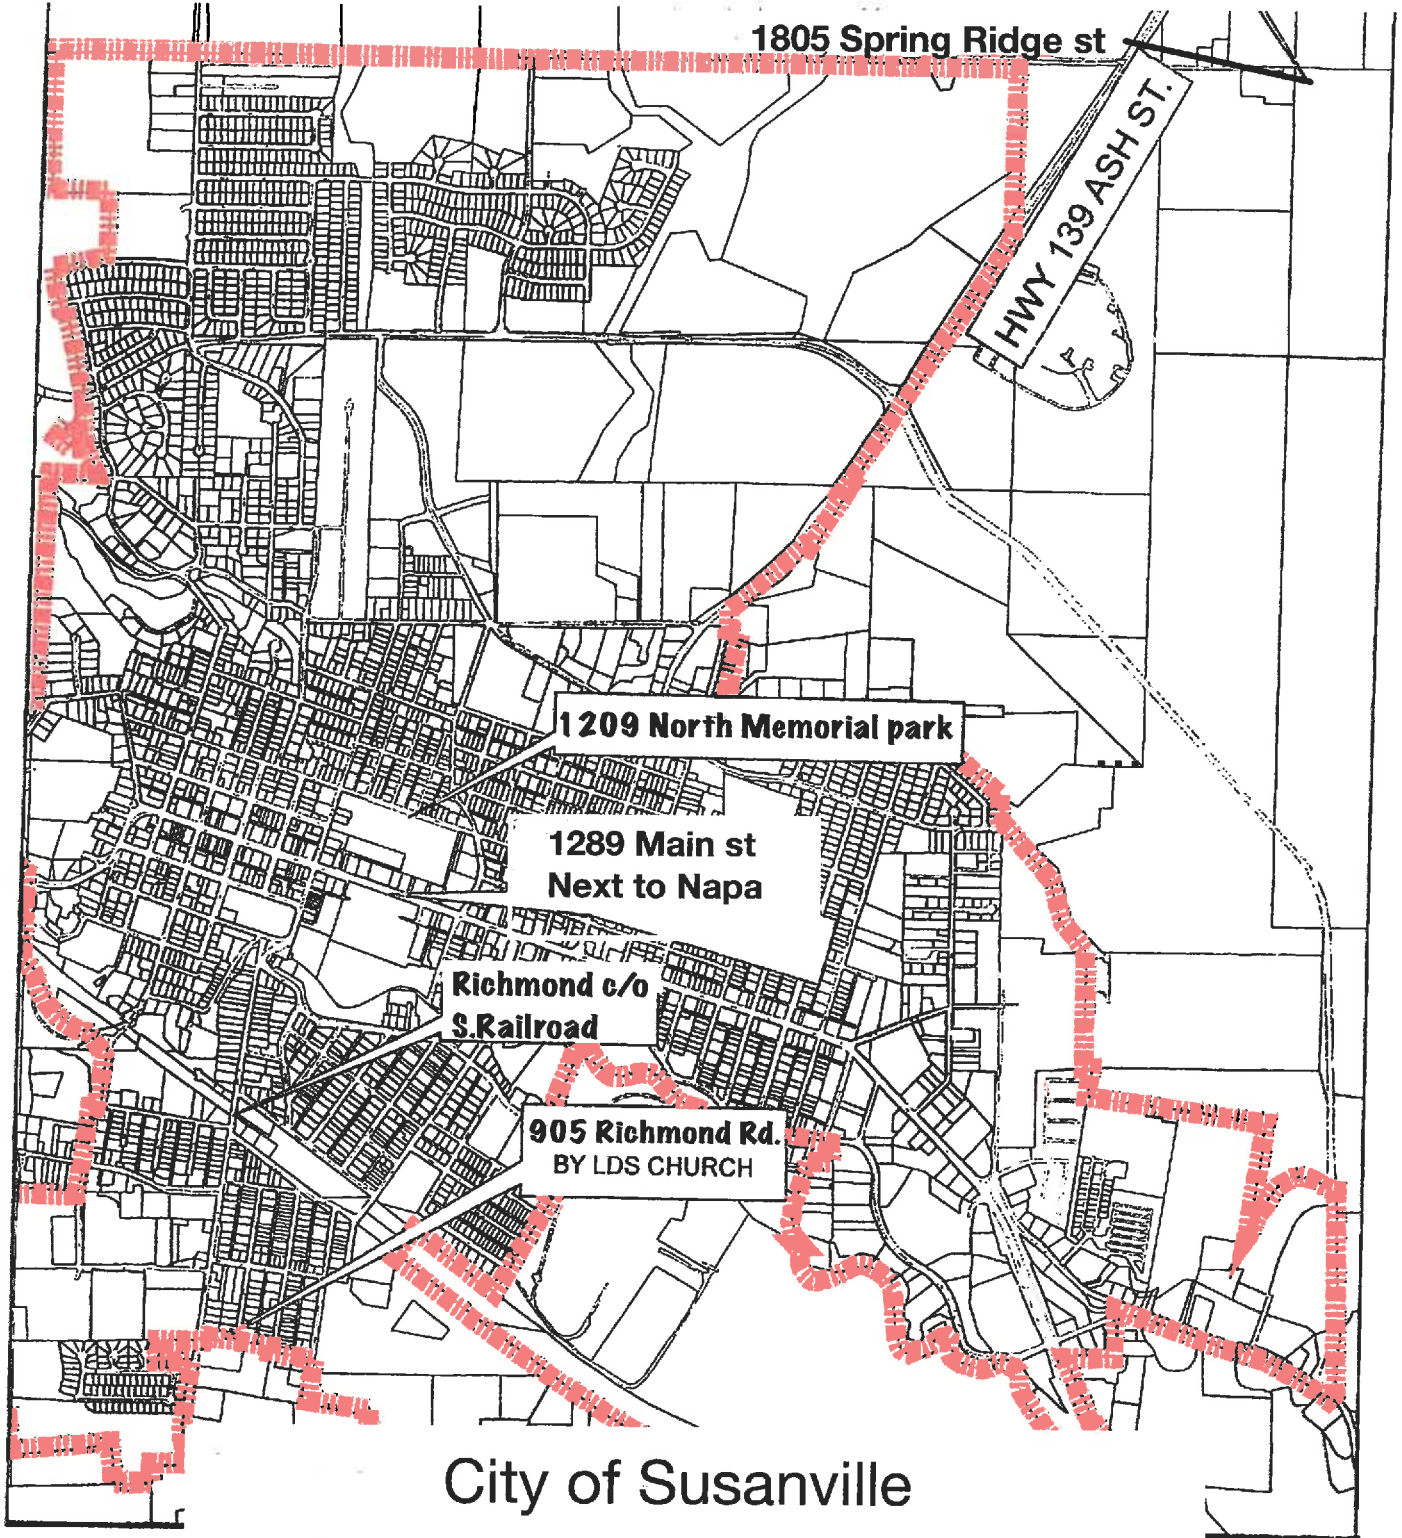 1805 Spring Ridge st
HWY 139 ASH ST.
1209 North Memorial park
1289 Main st
Next to Napa
Richmond c/o
S.Railroad
905 Richmond Rd.
BY LDS CHURCH
City of Susanville